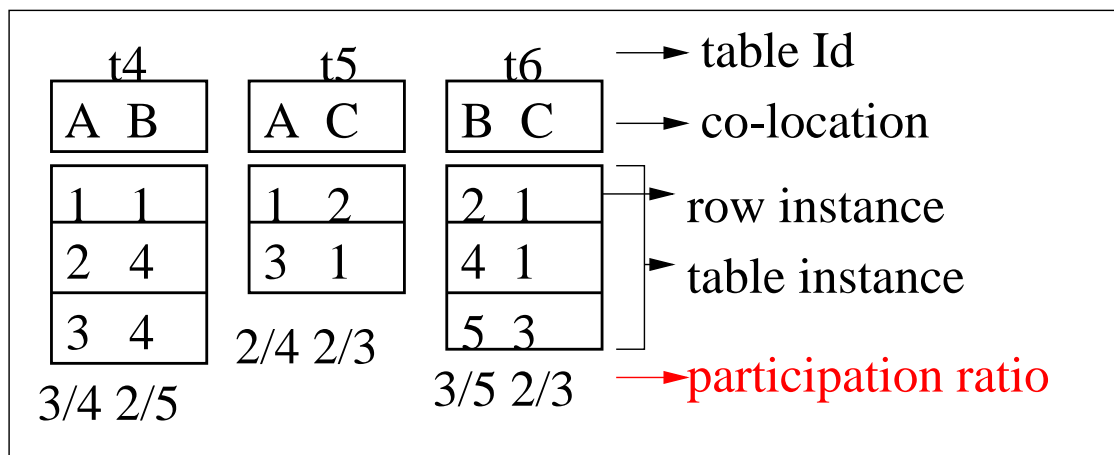 t4 t5 t6 table Id
A B A C B C co-location
1 1 1 2 2 1 row instance
2 4 3 1 4 1 table instance
3 4 2/4 2/3 5 3
3/4 2/5 3/5 2/3 participation ratio